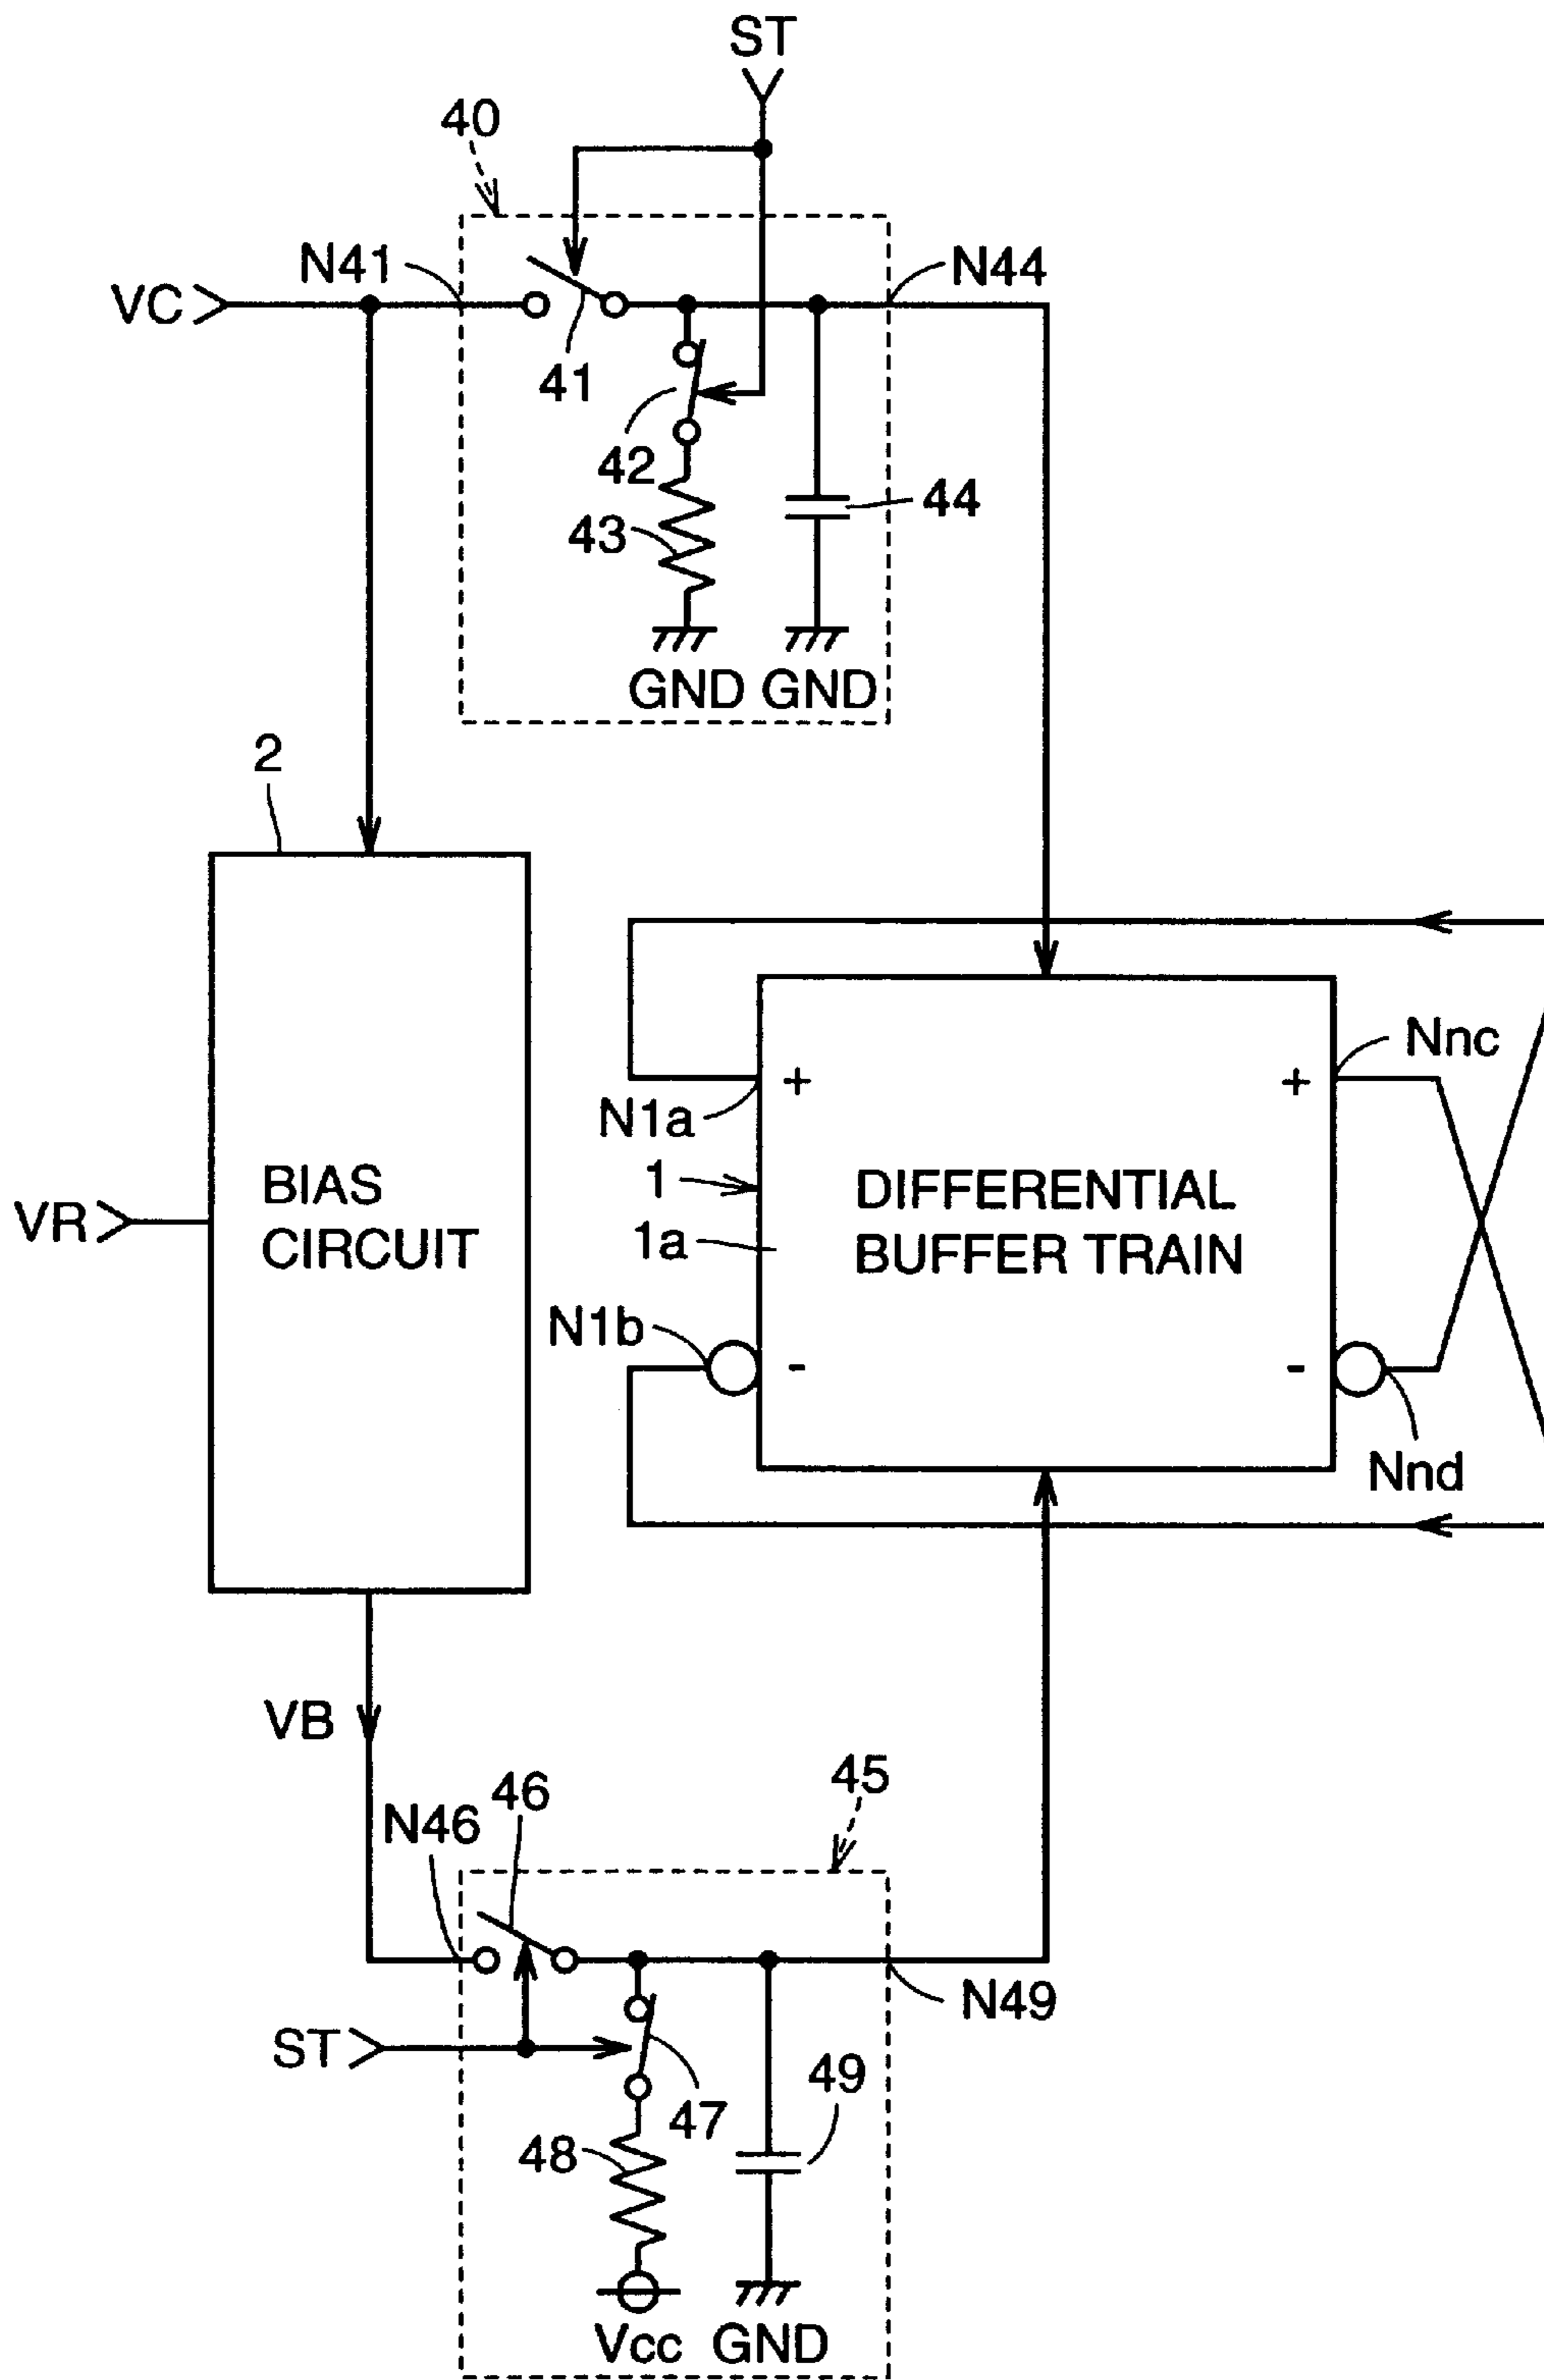 ST
40
N41
N44
VC
41
42
44
43
GND GND
2
Nnc
+
+
N1a
BIAS
CIRCUIT
1
DIFFERENTIAL
BUFFER TRAIN
VR
1a
N1b
-
-
Nnd
VB
45
46
N46
N49
ST
49
47
48
Vcc GND